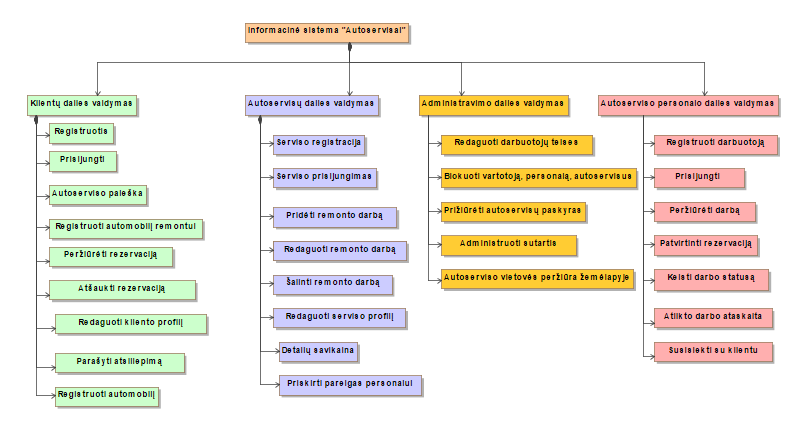 Informacinė sistema "Autoservisai"
Klientų dalies valdymas
Registruotis
Prisijungti
Autoserviso paieška
Registruoti automobilį remontui
Peržiūrėti rezervaciją
Atšaukti rezervaciją
Redaguoti kliento profilį
Parašyti atsiliepimą
Registruoti automobilį
Autoservisų dalies valdymas
Serviso registracija
Serviso prisijungimas
Pridėti remonto darbą
Redaguoti remonto darbą
Šalinti remonto darbą
Redaguoti serviso profilį
Detalių savikaina
Priskirti pareigas personalui
Administravimo dalies valdymas
Redaguoti darbuotojų teises
Blokuoti vartotoją, personalą, autoservisus
Prižiūrėti autoservisų paskyras
Administruoti sutartis
Autoserviso vietovės peržiūra žemėlapyje
Autoserviso personalo dalies valdymas
Registruoti darbuotoją
Prisijungti
Peržiūrėti darbą
Patvirtinti rezervaciją
Keisti darbo statusą
Atlikto darbo ataskaita
Susisiekti su klientu